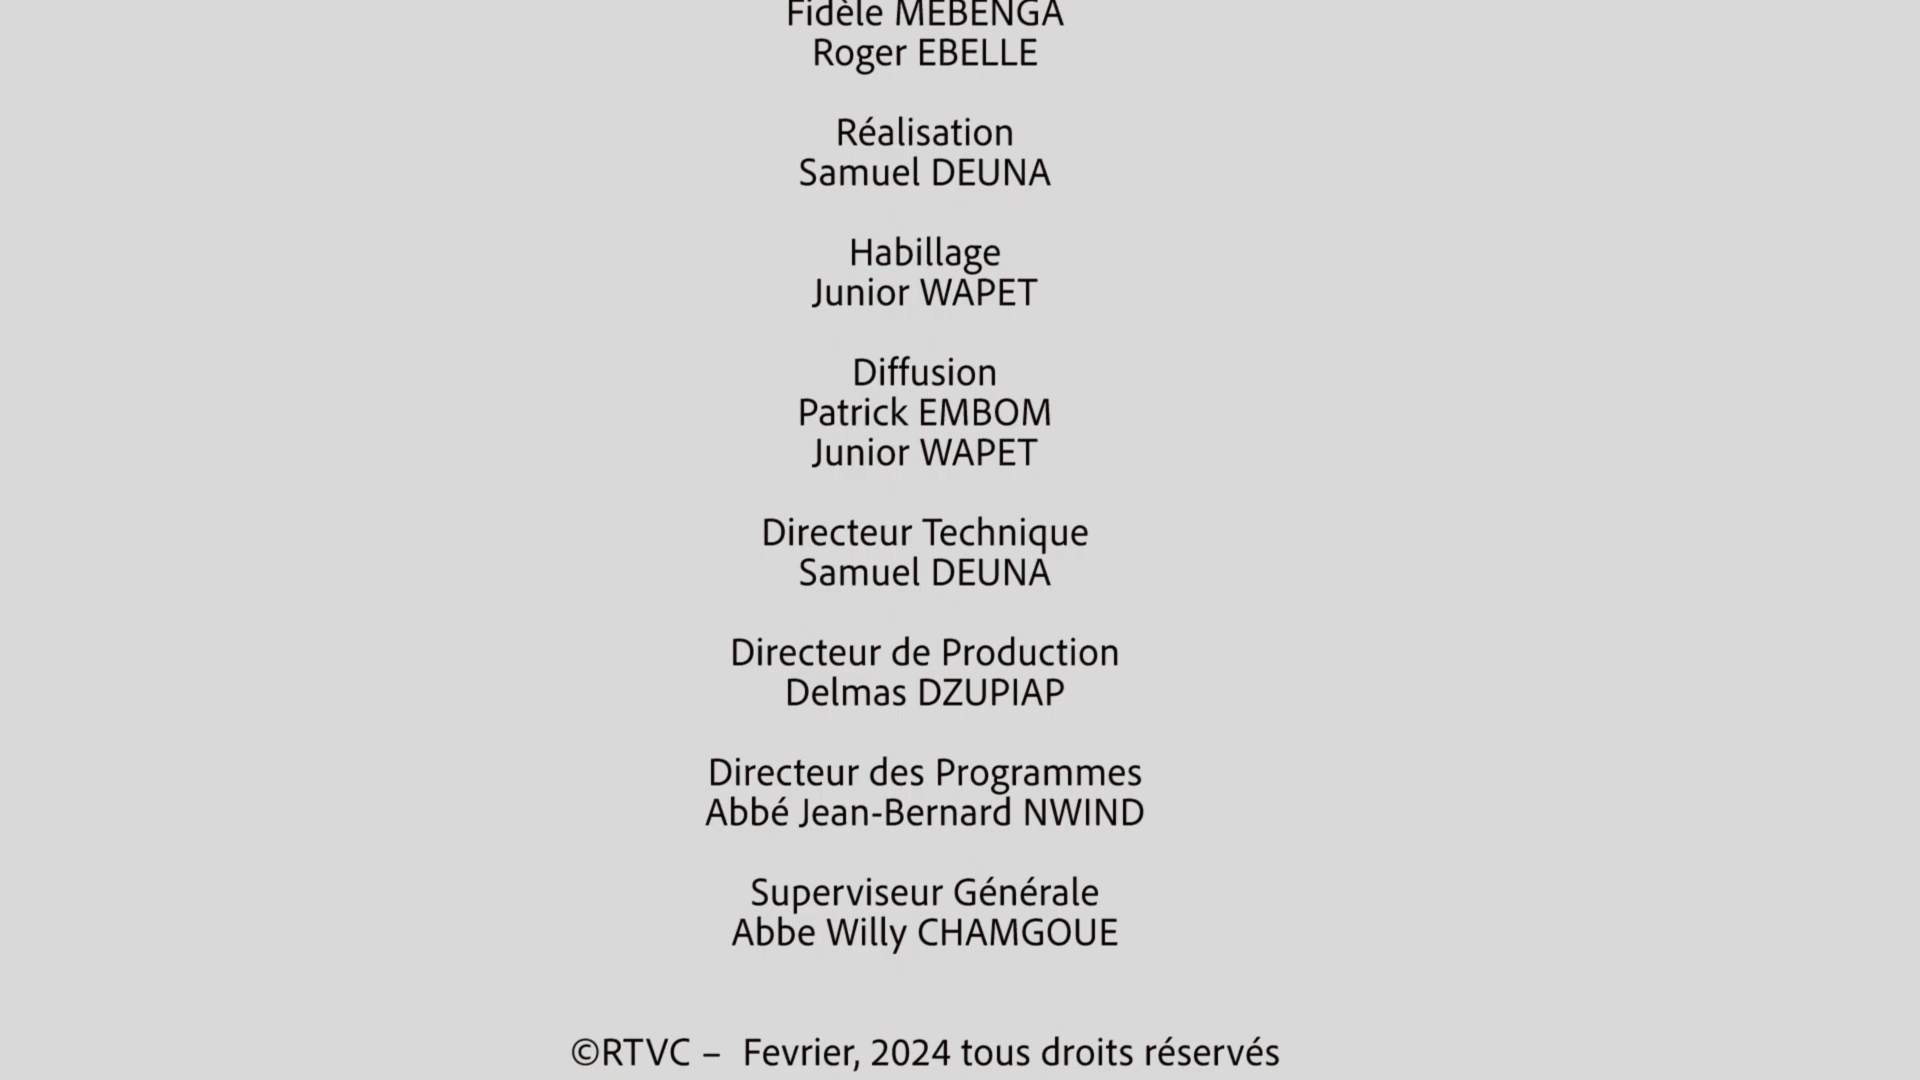 Fidèle MEBENGA
Roger EBELLE
Réalisation
Samuel DEUNA
Habillage
Junior WAPET
Diffusion
Patrick EMBOM
Junior WAPET
Directeur Technique
Samuel DEUNA
Directeur de Production
Delmas DZUPIAP
Directeur des Programmes
Abbé Jean-Bernard NWIND
Superviseur Générale
Abbe Willy CHAMGOUE
©RTVC – Fevrier, 2024 tous droits réservés